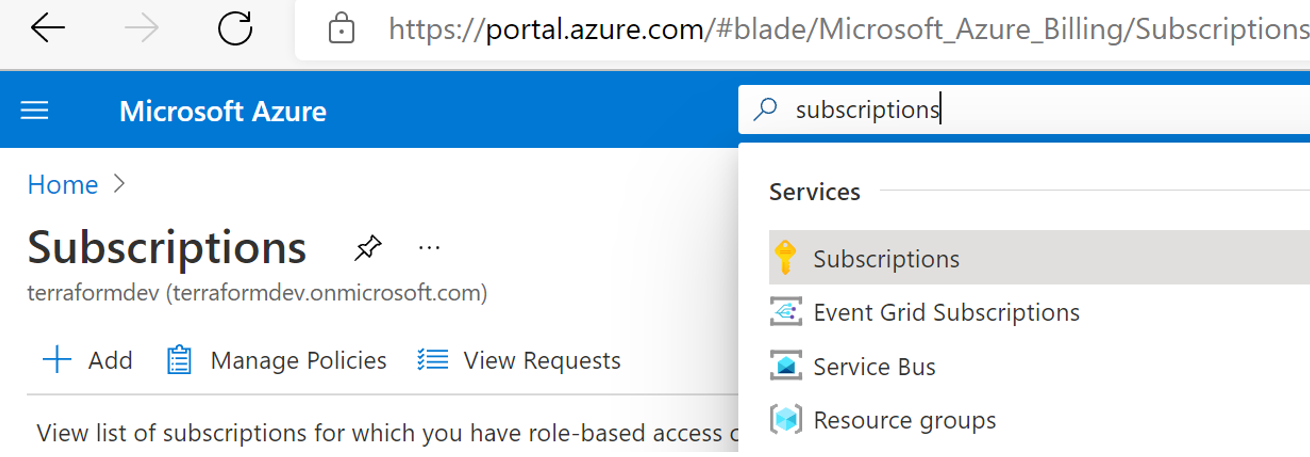 https://portal.azure.com/#blade/Microsoft_Azure_Billing/Subscriptions
Microsoft Azure
subscriptions
Home
Subscriptions
terraformdev (terraformdev.onmicrosoft.com)
Add
Manage Policies
View Requests
View list of subscriptions for which you have role-based access
Services
Subscriptions
Event Grid Subscriptions
Service Bus
Resource groups